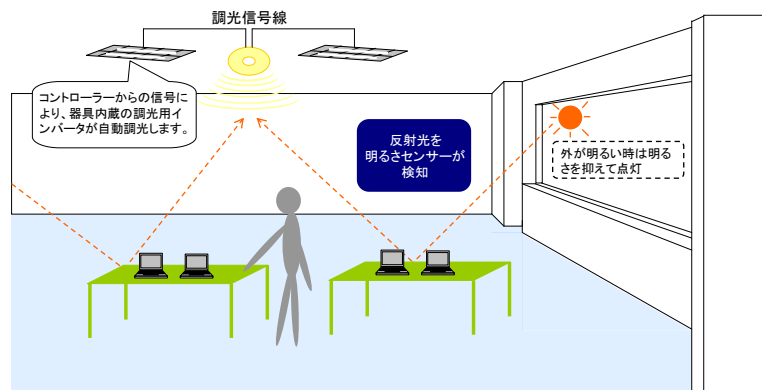 調光信号線
コントローラーからの信号に
より、器具内蔵の調光用イ
ンバータが自動調光します。
反射光を
明るさセンサーが
検知
外が明るい時は明る
さを抑えて点灯